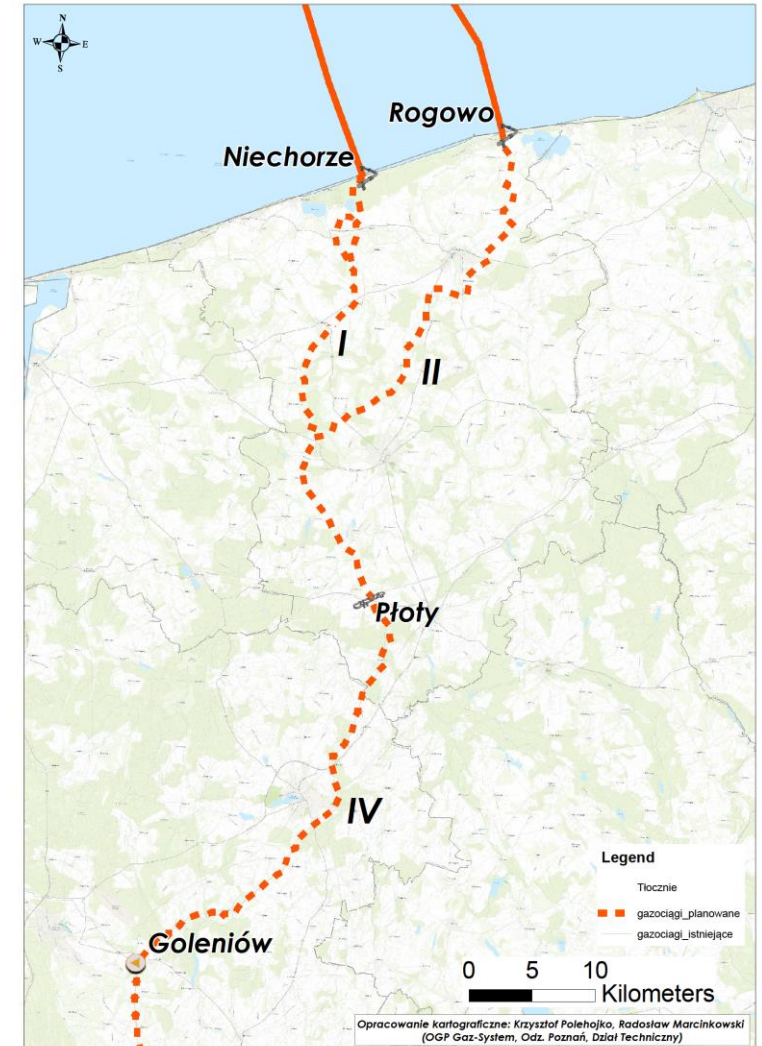 N
W E
S
Rogowo
Niechorze
I
II
Płoty
IV
Goleniów
Legend
Tłocznie
gazociągi_planowane
gazociagi_istniejące
0 5 10
Kilometers
Opracowanie kartograficzne: Krzysztof Polehojko, Radosław Marcinkowski
(OGP Gaz-System, Odz. Poznań, Dział Techniczny)